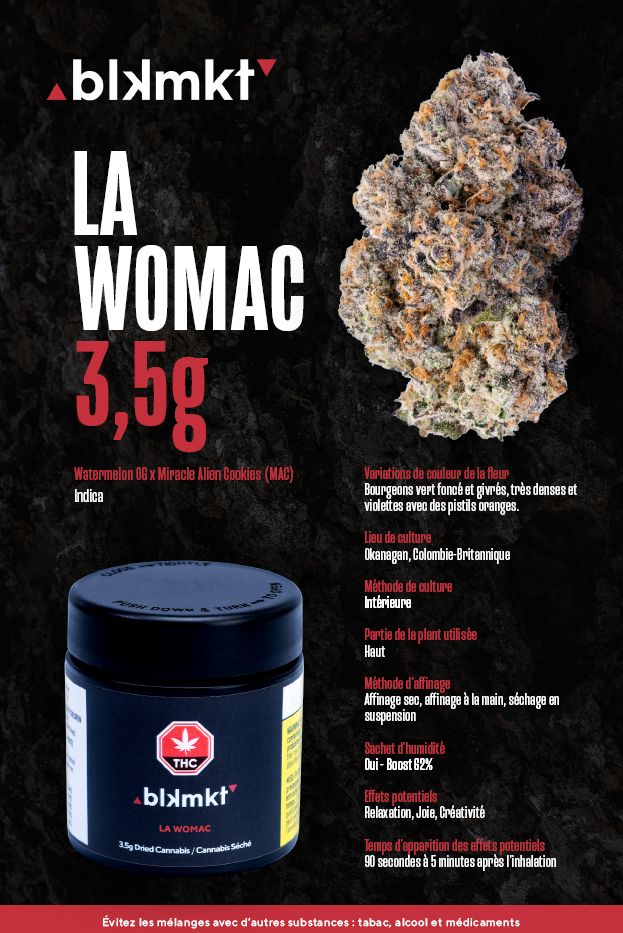 blkmkt
LA
WOMAC
3,5g
Watermelon OG x Miracle Alien Cookies (MAC)
Indica
Variations de couleur de la fleur
Bourgeons vert foncé et givrés, très denses et
violettes avec des pistils oranges.
Lieu de culture
Okanagan, Colombie-Britannique
Méthode de culture
Intérieure
Partie de la plant utilisée
Haut
Méthode d'affinage
Affinage sec, affinage à la main, séchage en
suspension
Sachet d'humidité
Oui - Boost 62%
Effets potentiels
Relaxation, Joie, Créativité
Temps d'apparition des effets potentiels
90 secondes à 5 minutes après l'inhalation
CLOSE TIGHTLY
PUSH DOWN & TURN TO OPEN
THC
blkmkt
LA WOMAC
3.5g Dried Cannabis / Cannabis Séché
Évitez les mélanges avec d'autres substances : tabac, alcool et médicaments